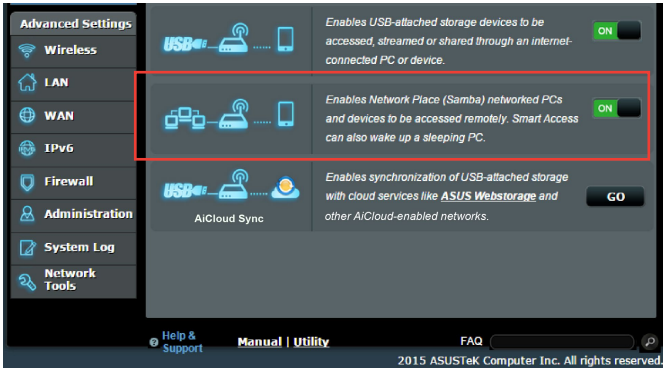 Advanced Settings
Wireless
LAN
WAN
IPv6
Firewall
Administration
System Log
Network
Tools
USB
Enables USB-attached storage devices to be
accessed, streamed or shared through an internet-
connected PC or device.
ON
Enables Network Place (Samba) networked PCs
and devices to be accessed remotely. Smart Access
can also wake up a sleeping PC.
ON
USB
AiCloud Sync
Enables synchronization of USB-attached storage
with cloud services like ASUS Webstorage and
other AiCloud-enabled networks.
GO
Help &
Support
Manual | Utility
FAQ
2015 ASUSTeK Computer Inc. All rights reserved.